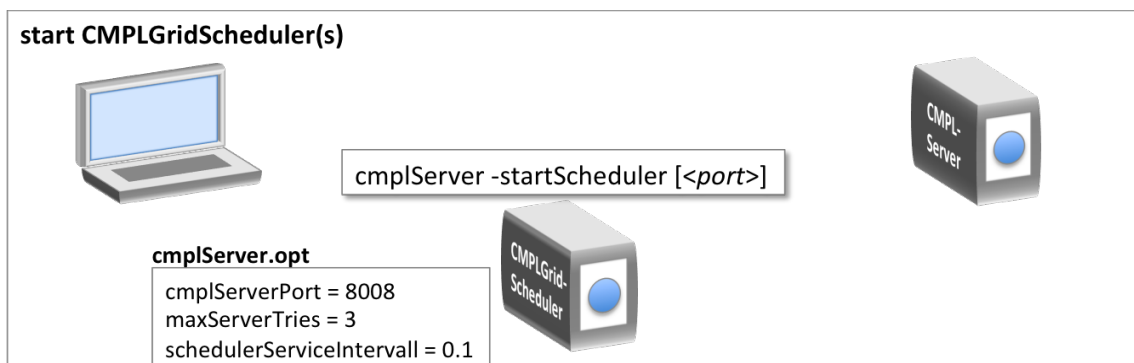 start CMPLGridScheduler(s)
CMPL-
Server
cmplServer -startScheduler [<port>]
CMPLGrid-
Scheduler
cmplServer.opt
cmplServerPort = 8008
maxServerTries = 3
schedulerServiceIntervall = 0.1